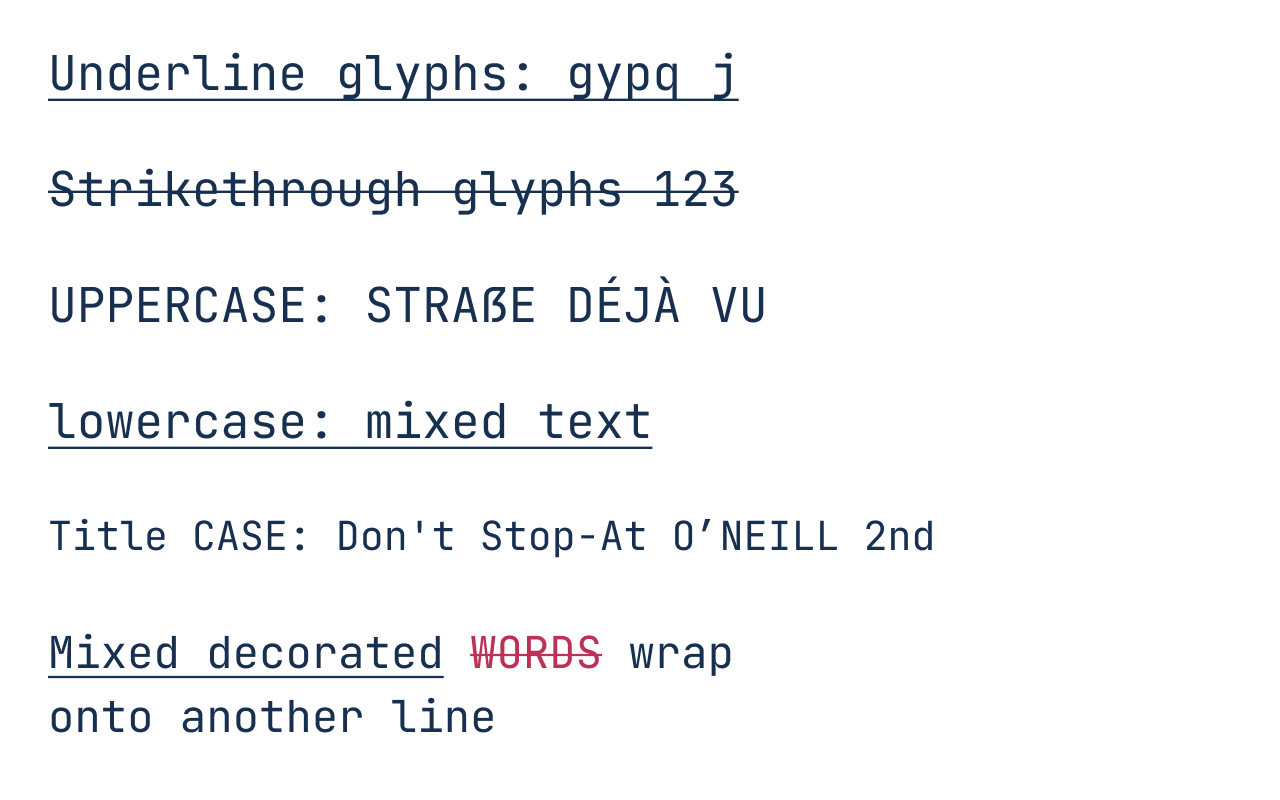 Underline glyphs: gypq j
Strikethrough glyphs 123
UPPERCASE: STRAẞE DÉJÀ VU
lowercase: mixed text
Title CASE: Don't Stop-At O’NEILL 2nd
Mixed decorated WORDS wrap
onto another line